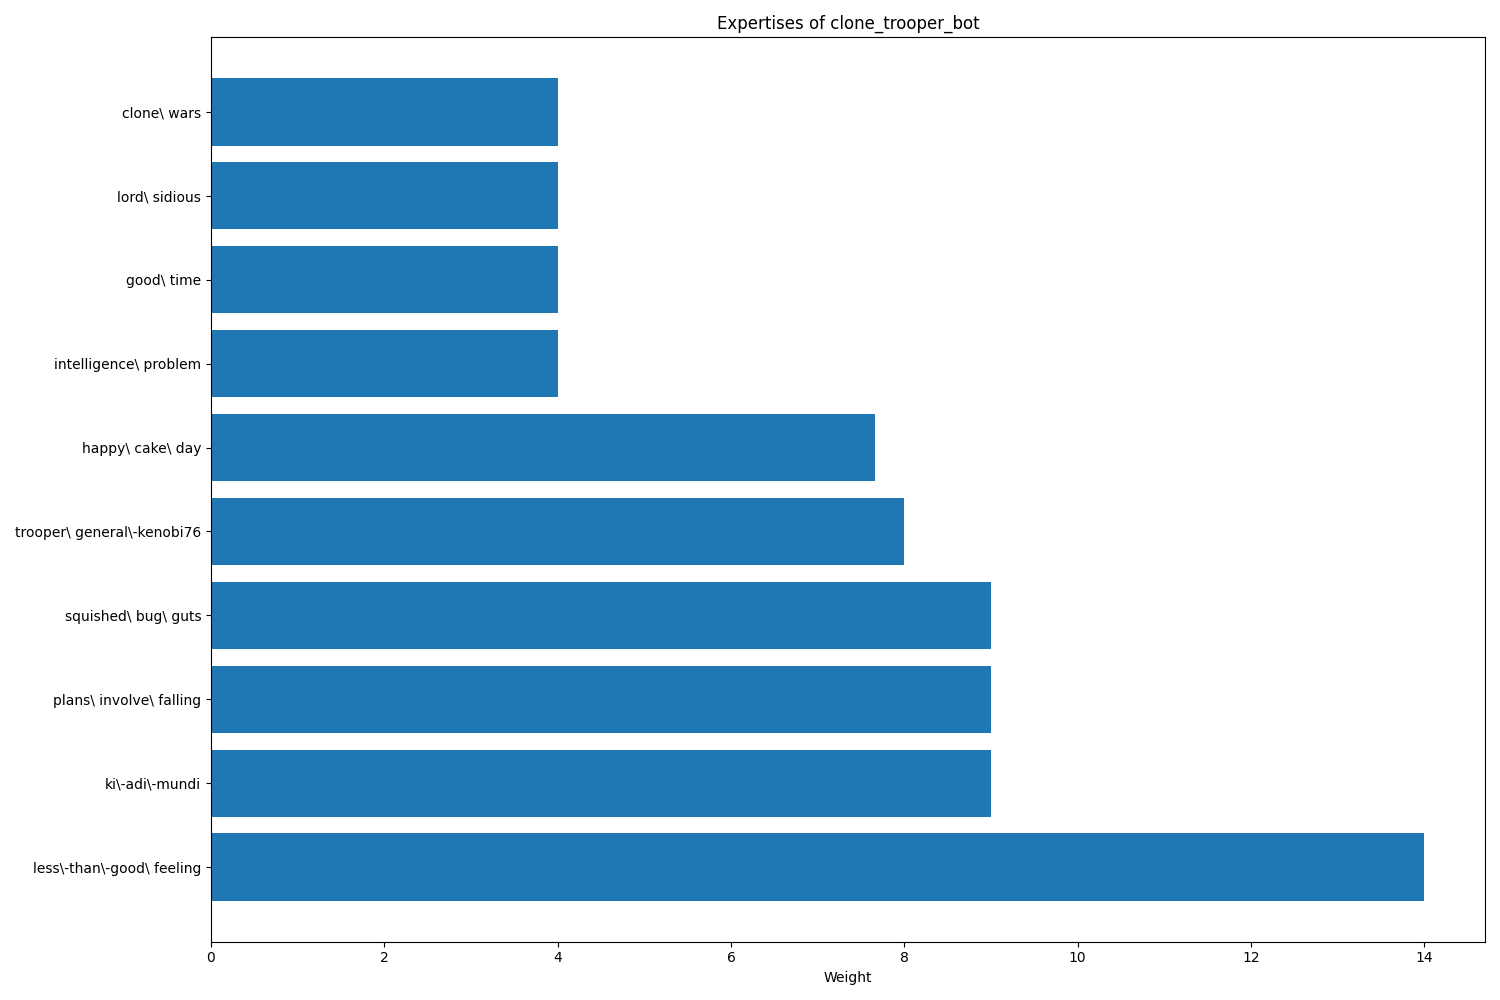 Expertises of clone_trooper_bot
clone\ wars
lord\ sidious
good\ time
intelligence\ problem
happy\ cake\ day
trooper\ general\-kenobi76
squished\ bug\ guts
plans\ involve\ falling
ki\-adi\-mundi
less\-than\-good\ feeling
0 2 4 6 8 10 12 14
Weight